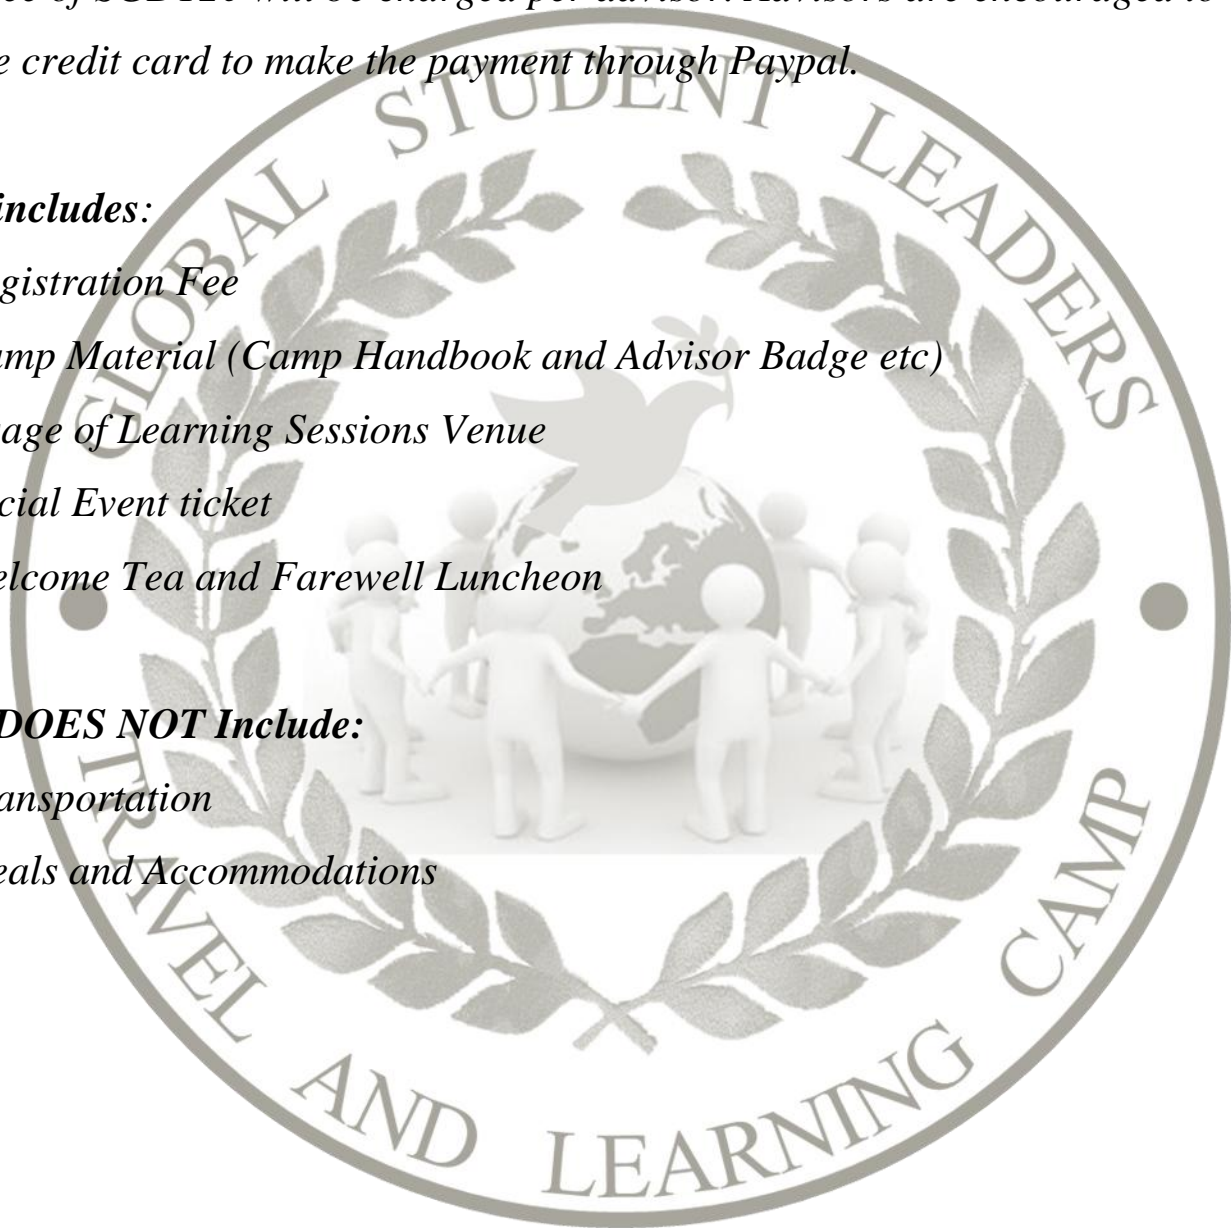 of will be charged per advisor. Advisors are encouraged to
e credit card to make the payment through Paypal.
includes:
gistration Fee
amp Material (Camp Handbook and Advisor Badge etc)
age of Learning Sessions Venue
cial Event ticket
elcome Tea and Farewell Luncheon
DOES NOT Include:
ansportation
eals and Accommodations
GLOBAL STUDENT LEADERS
TRAVEL AND LEARNING CAMP